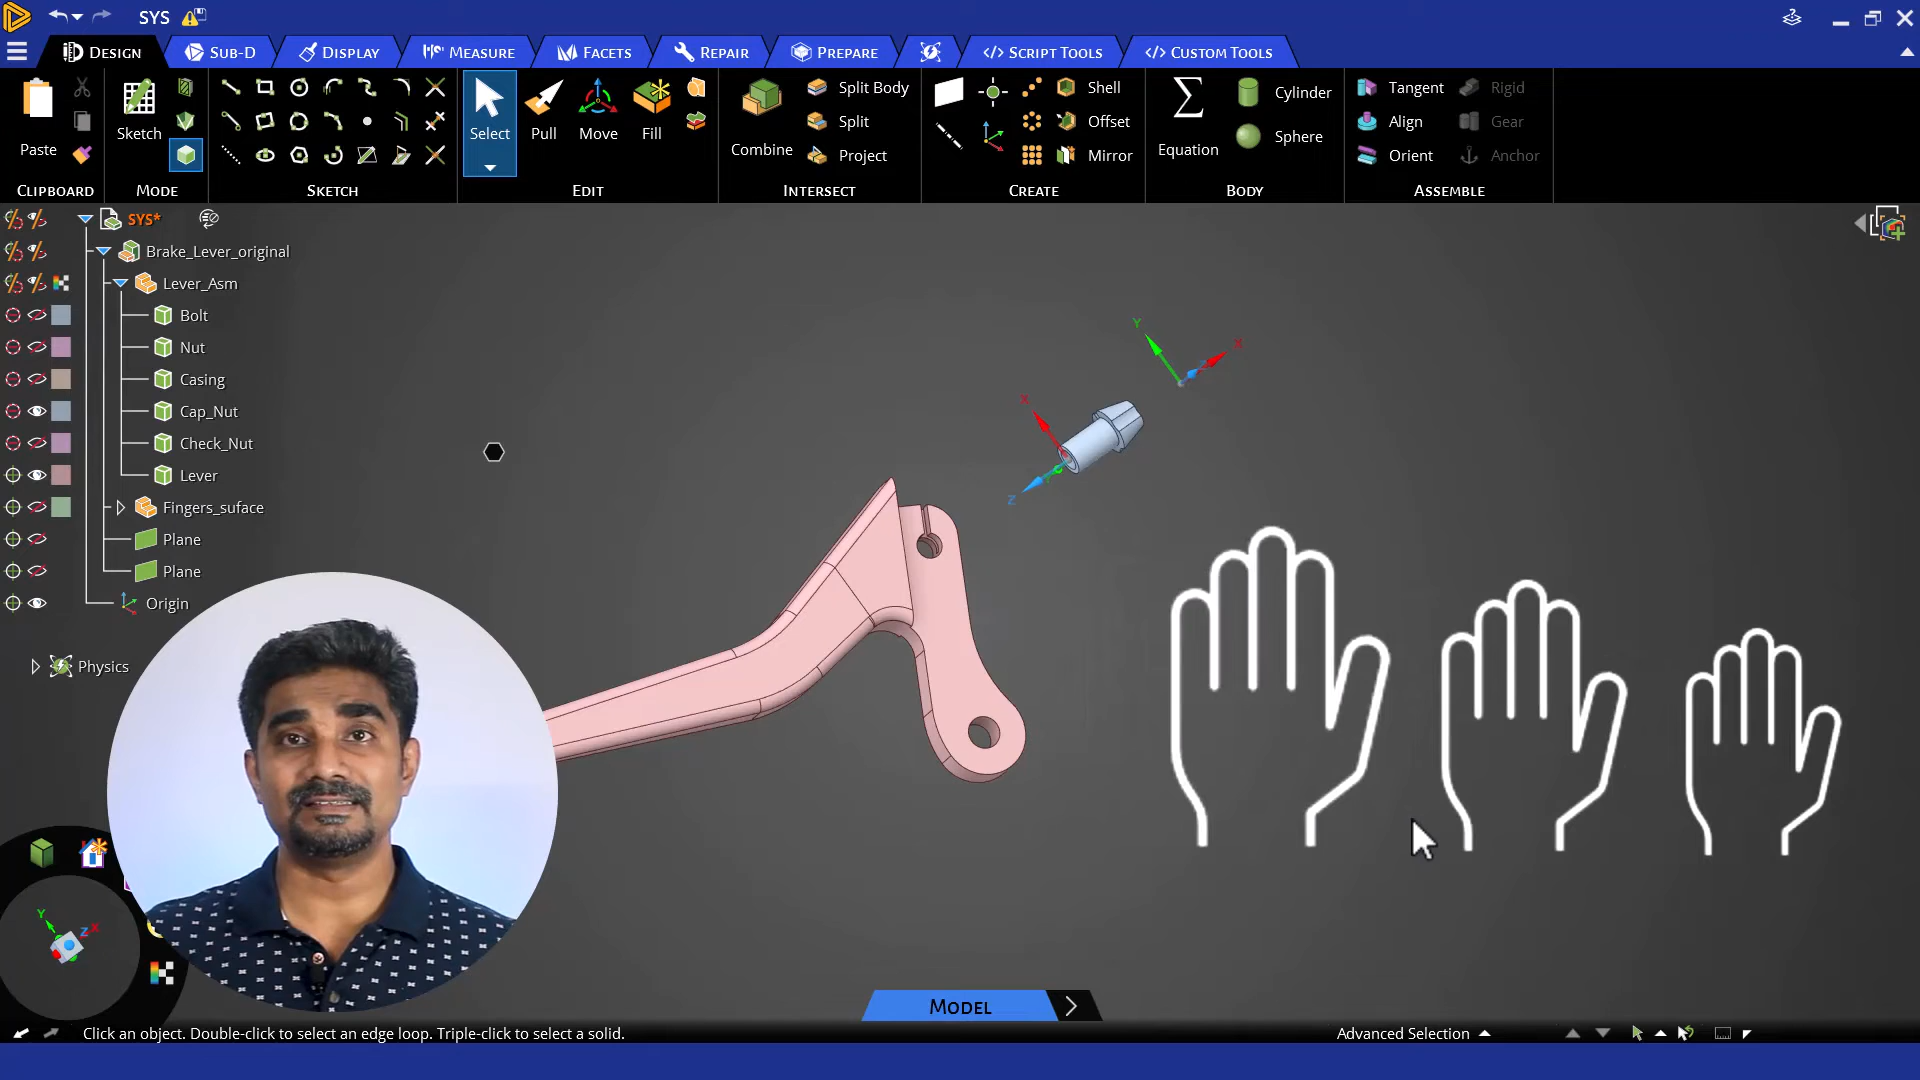 SYS
DESIGN SUB-D DISPLAY MEASURE FACETS REPAIR PREPARE SCRIPT TOOLS CUSTOM TOOLS
Paste
CLIPBOARD
Sketch
MODE
SKETCH
Select
Pull
Move
Fill
EDIT
Combine
Split Body
Split
Project
INTERSECT
Shell
Offset
Mirror
CREATE
Equation
Cylinder
Sphere
BODY
Tangent
Align
Orient
Rigid
Gear
Anchor
ASSEMBLE
SYS*
Brake_Lever_original
Lever_Asm
Bolt
Nut
Casing
Cap_Nut
Check_Nut
Lever
Fingers_suface
Plane
Plane
Origin
Physics
Y
X
Z
X
Z
Y
Z
X
MODEL
Click an object. Double-click to select an edge loop. Triple-click to select a solid.
Advanced Selection